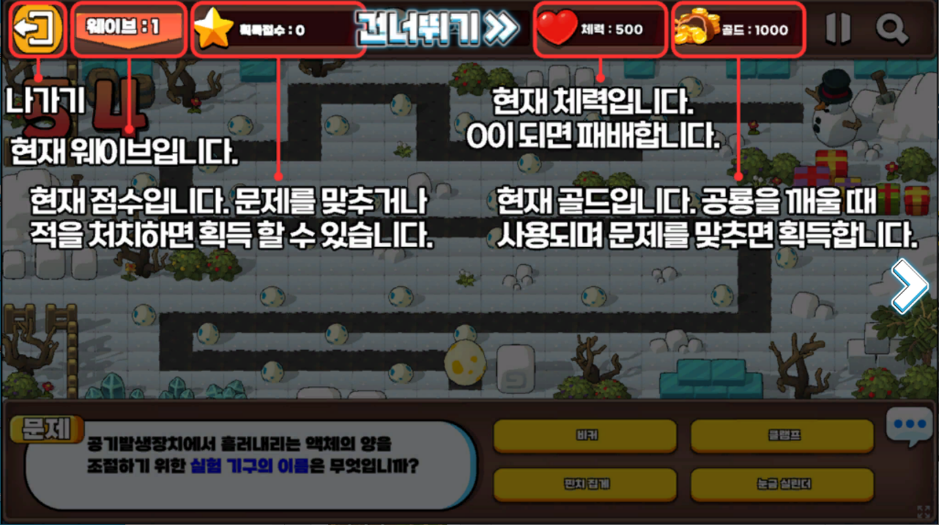 웨이브 : 1
획득점수 : 0
건너뛰기
체력 : 500
골드 : 1000
나가기
54
현재 웨이브입니다.
현재 체력입니다.
0이 되면 패배합니다.
현재 점수입니다. 문제를 맞추거나
적을 처치하면 획득 할 수 있습니다.
현재 골드입니다. 공룡을 깨울 때
사용되며 문제를 맞추면 획득합니다.
문제
공기발생장치에서 흘러내리는 액체의 양을
조절하기 위한 실험 기구의 이름은 무엇입니까?
비커
클램프
핀치 집게
눈금 실린더